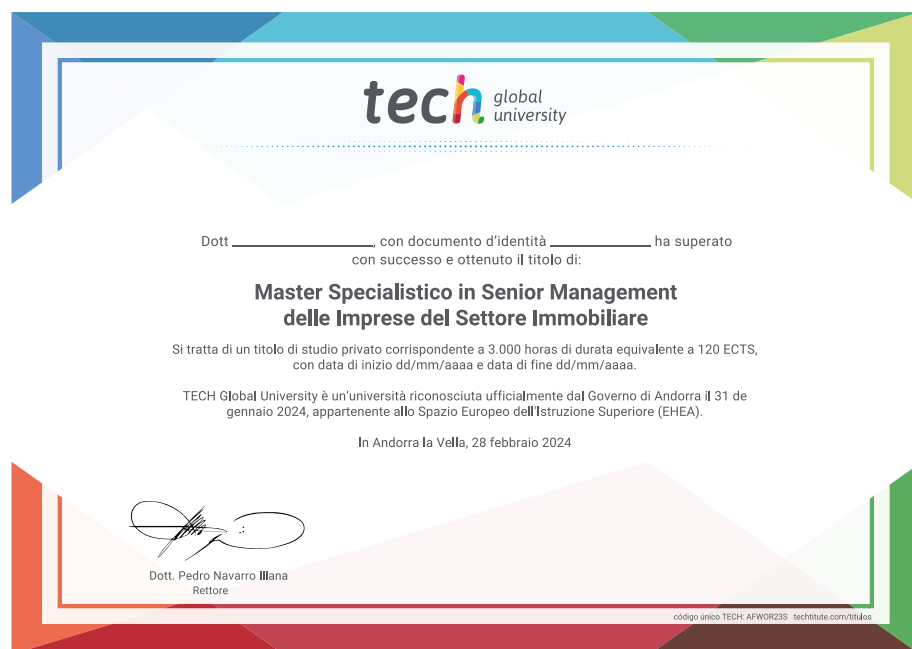 tech global
university
Dott ________________, con documento d'identità ________________ ha superato
con successo e ottenuto il titolo di:
Master Specialistico in Senior Management
delle Imprese del Settore Immobiliare
Si tratta di un titolo di studio privato corrispondente a 3.000 horas di durata equivalente a 120 ECTS,
con data di inizio dd/mm/aaaa e data di fine dd/mm/aaaa.
TECH Global University è un'università riconosciuta ufficialmente dal Governo di Andorra il 31 de
gennaio 2024, appartenente allo Spazio Europeo dell'Istruzione Superiore (EHEA).
In Andorra la Vella, 28 febbraio 2024
Dott. Pedro Navarro Illana
Rettore
código único TECH: AFWOR23S techtitute.com/titulos